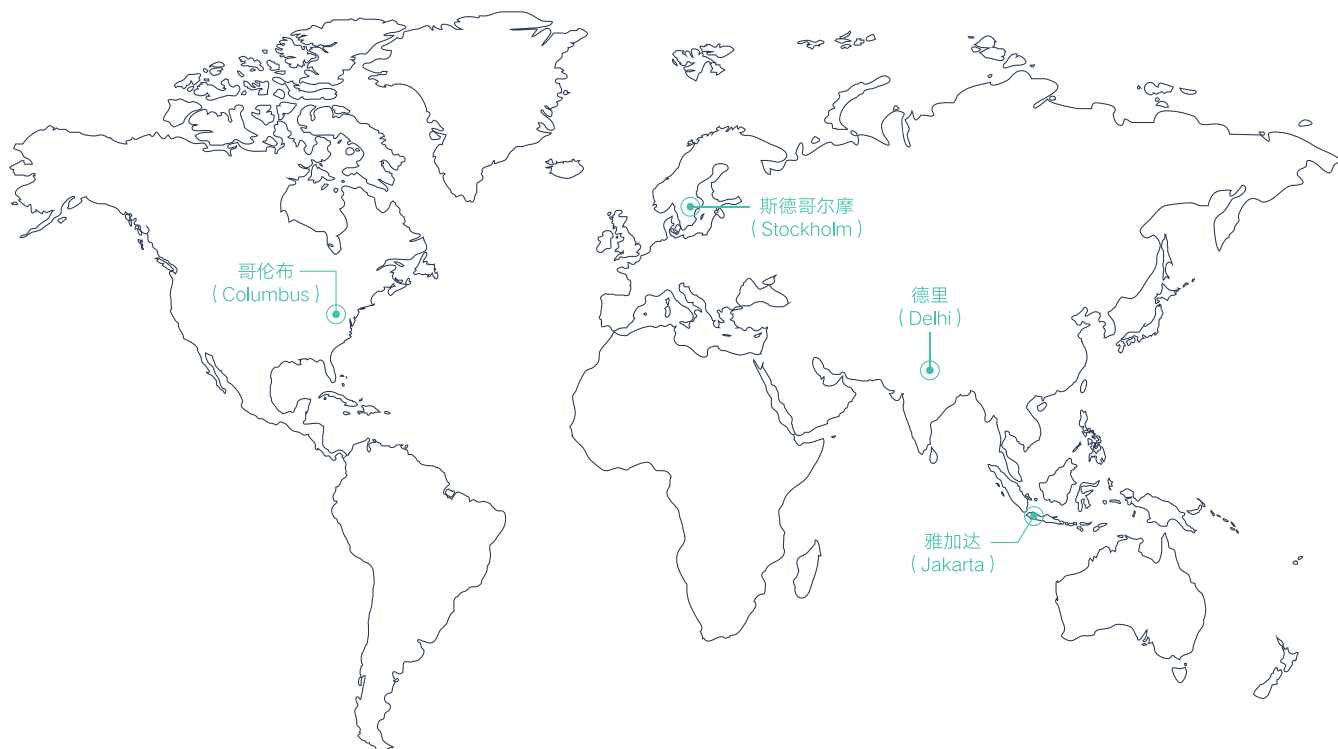 斯德哥尔摩
( Stockholm )
哥伦布
( Columbus )
德里
( Delhi )
雅加达
( Jakarta )